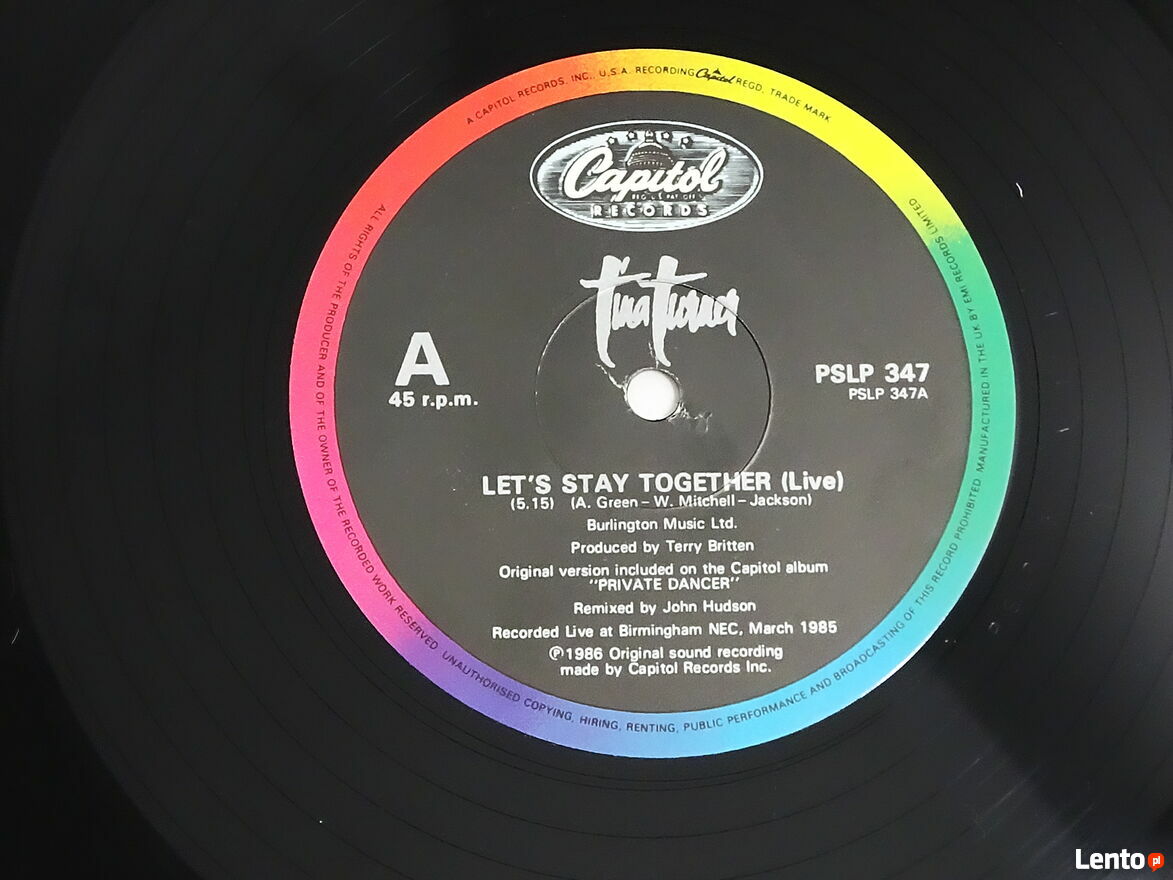 A CAPITOL RECORDS, INC., U.S.A. RECORDING Capitol REGD. TRADE MARK
Capitol
REG. U.S. PAT. OFF.
RECORDS
Tina Turner
A
45 r.p.m.
PSLP 347
PSLP 347A
LET'S STAY TOGETHER (Live)
(5.15) (A. Green – W. Mitchell – Jackson)
Burlington Music Ltd.
Produced by Terry Britten
Original version included on the Capitol album
"PRIVATE DANCER"
Remixed by John Hudson
Recorded Live at Birmingham NEC, March 1985
Ⓟ1986 Original sound recording
made by Capitol Records Inc.
ALL RIGHTS OF THE PRODUCER AND OF THE OWNER OF THE RECORDED WORK RESERVED. UNAUTHORISED COPYING, HIRING, RENTING, PUBLIC PERFORMANCE AND BROADCASTING OF THIS RECORD PROHIBITED. MANUFACTURED IN THE UK BY EMI RECORDS LIMITED
Lento pl